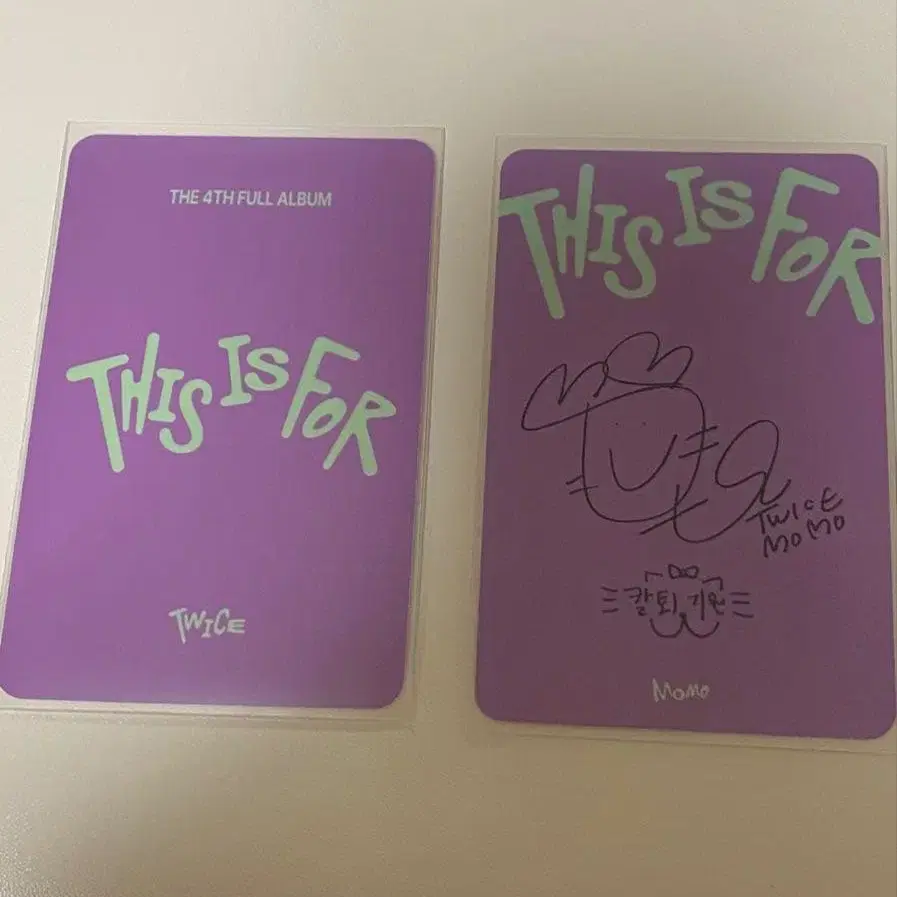 THE 4TH FULL ALBUM
THIS IS FOR
TWICE
THIS IS FOR
TWICE
MOMO
칼퇴기원
MOMO